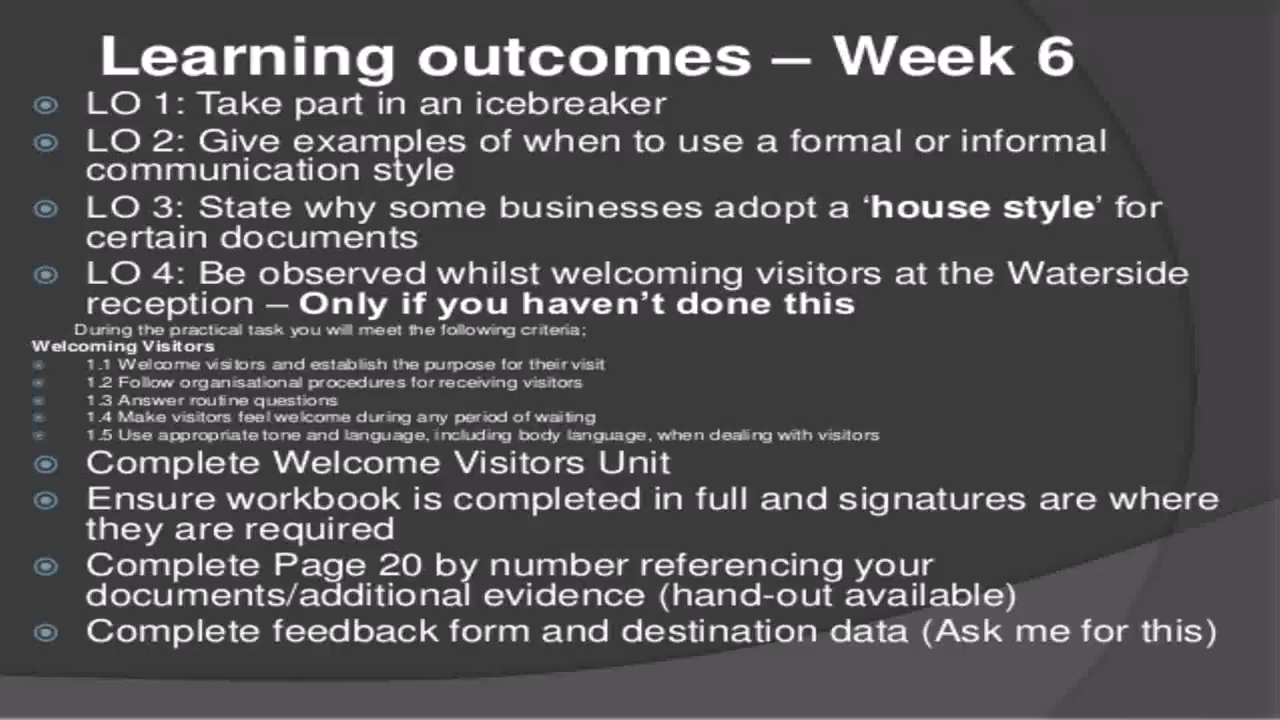 Learning outcomes – Week 6
LO 1: Take part in an icebreaker
LO 2: Give examples of when to use a formal or informal
communication style
LO 3: State why some businesses adopt a ‘house style’ for
certain documents
LO 4: Be observed whilst welcoming visitors at the Waterside
reception – Only if you haven’t done this
During the practical task you will meet the following criteria;
Welcoming Visitors
1.1 Welcome visitors and establish the purpose for their visit
1.2 Follow organisational procedures for receiving visitors
1.3 Answer routine questions
1.4 Make visitors feel welcome during any period of waiting
1.5 Use appropriate tone and language, including body language, when dealing with visitors
Complete Welcome Visitors Unit
Ensure workbook is completed in full and signatures are where
they are required
Complete Page 20 by number referencing your
documents/additional evidence (hand-out available)
Complete feedback form and destination data (Ask me for this)